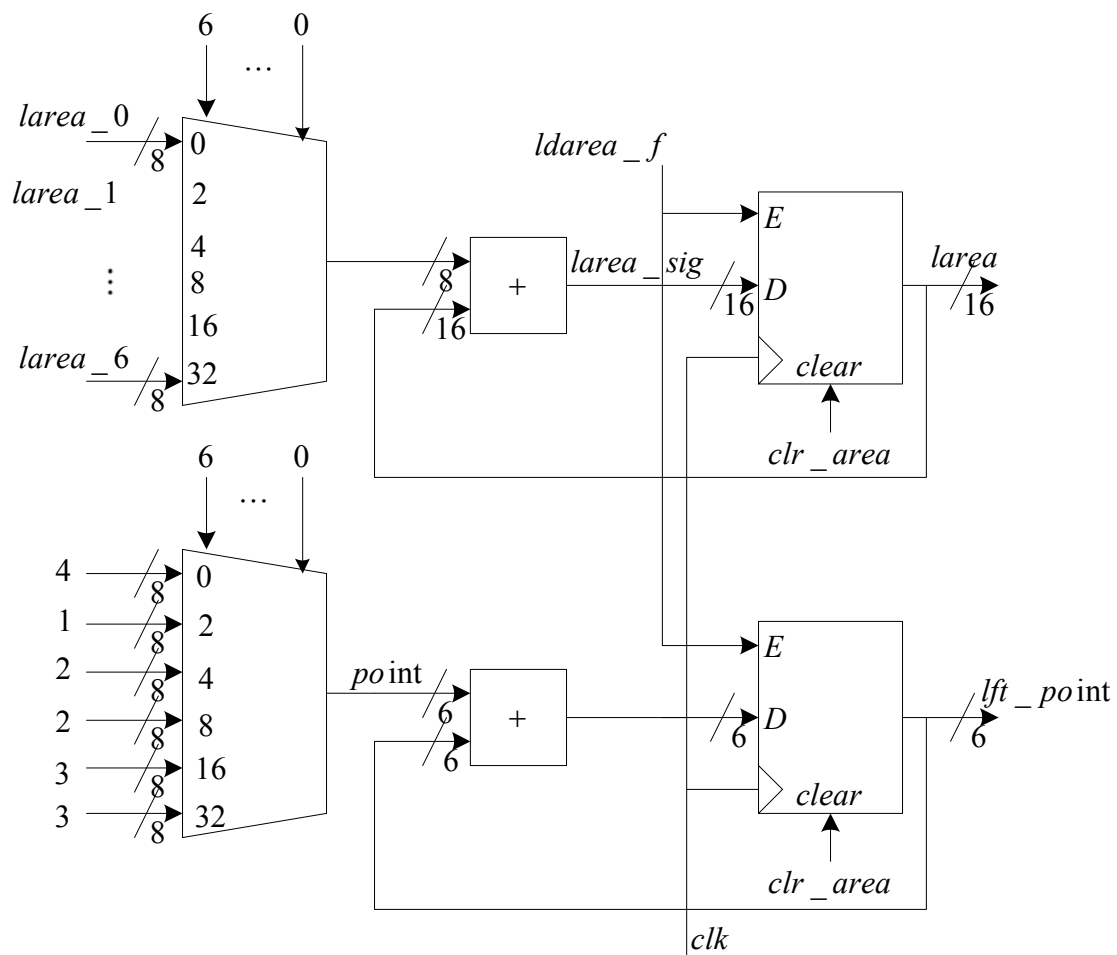 6 ... 0
larea_0
8
0
larea_1
2
⋮
4
8
16
larea_6
8
32
8
16
+
larea_sig
16
ldarea_f
E
D
clear
clr_area
larea
16
6 ... 0
4
8
0
1
8
2
2
8
4
2
8
8
3
8
16
3
8
32
point
6
6
+
6
E
D
clear
clr_area
lft_point
6
clk